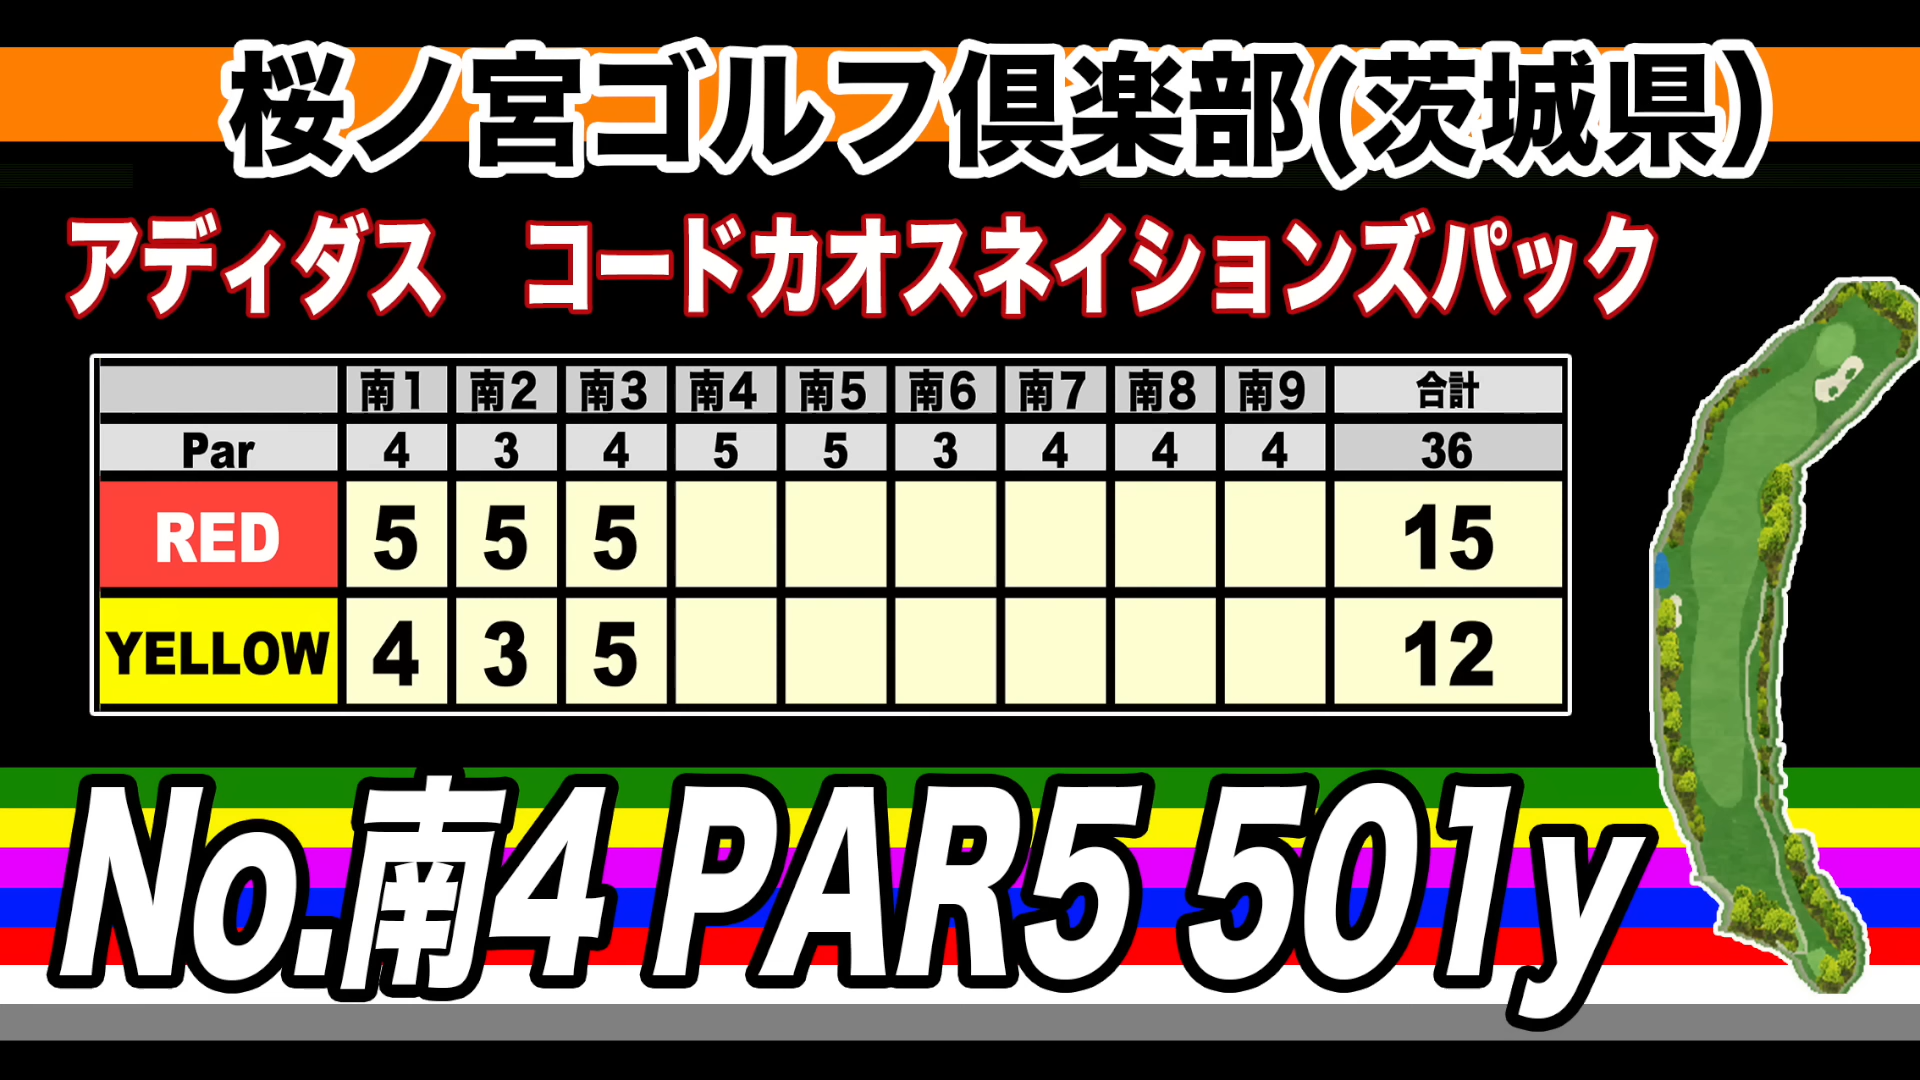 桜ノ宮ゴルフ倶楽部(茨城県)
アディダス　コードカオスネイションズパック
南1 南2 南3 南4 南5 南6 南7 南8 南9 合計
Par 4 3 4 5 5 3 4 4 4 36
RED 5 5 5 15
YELLOW 4 3 5 12
No.南4 PAR5 501y